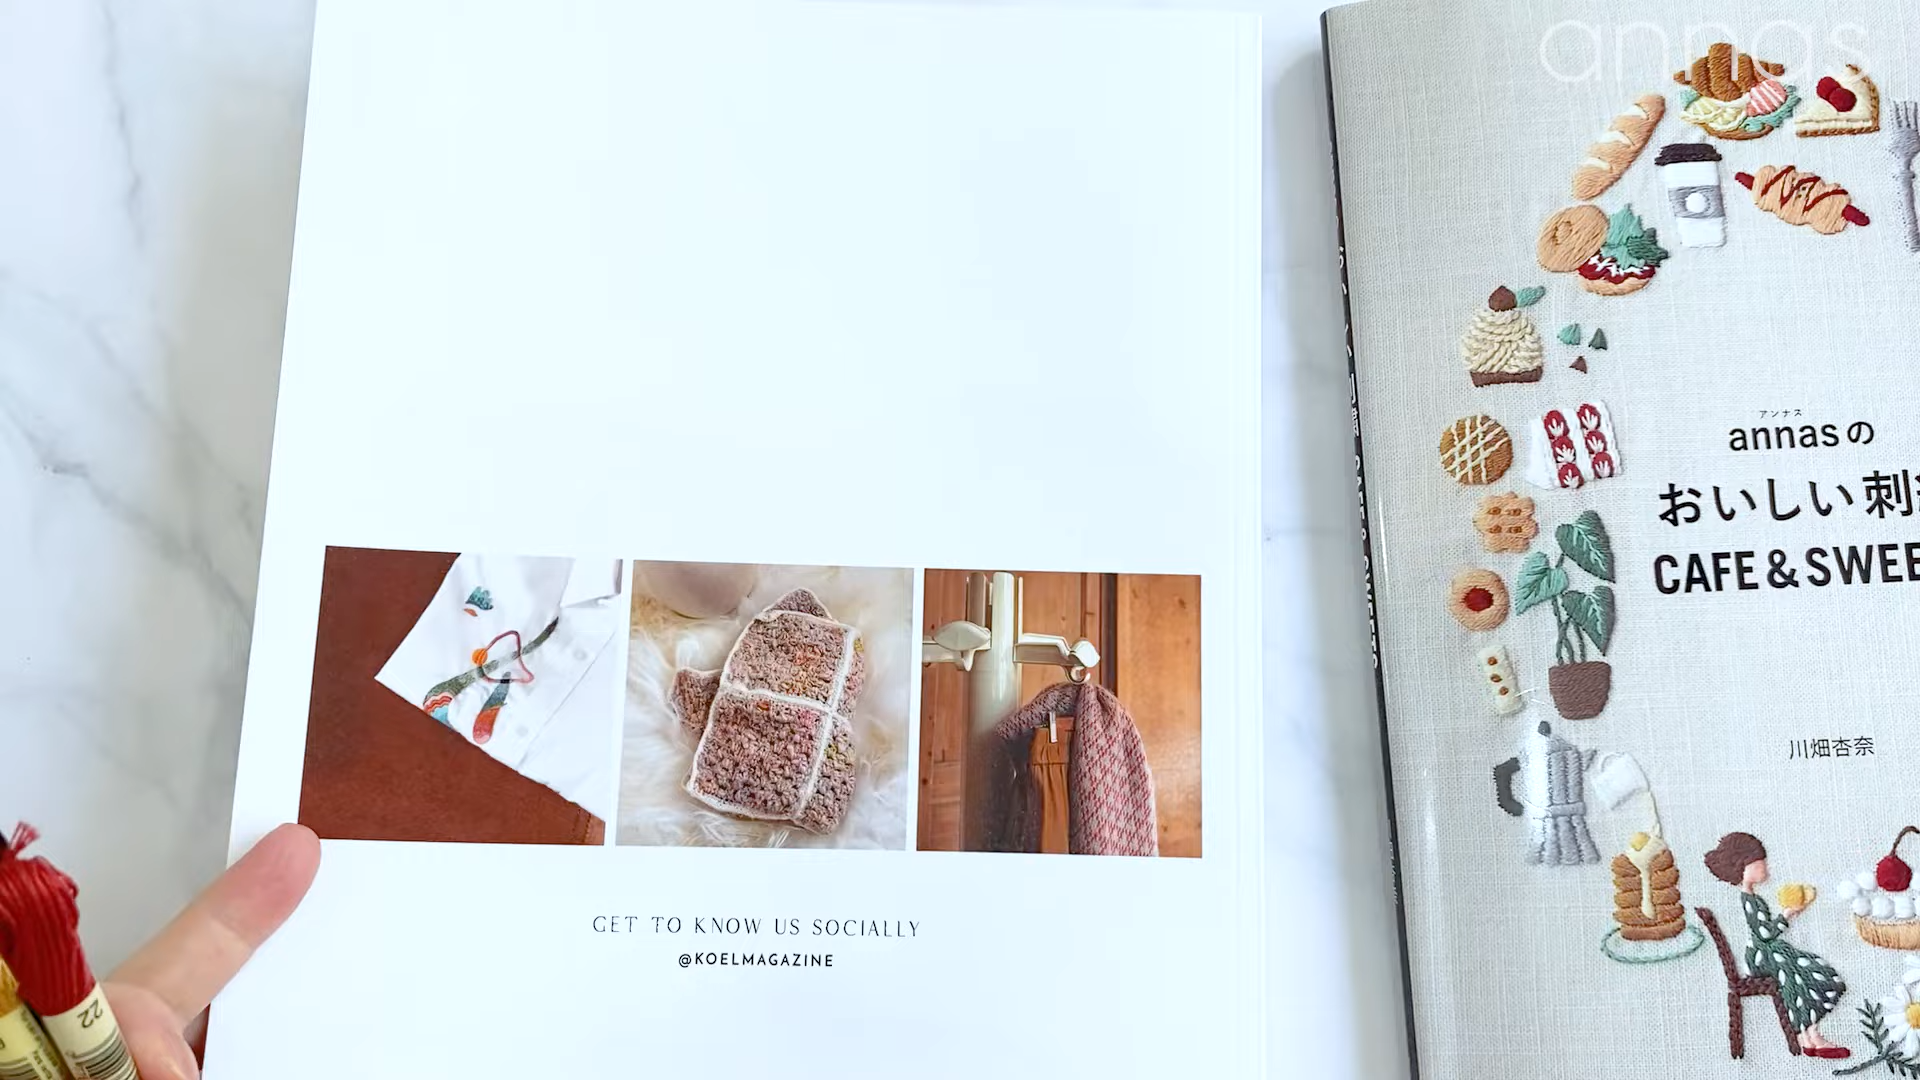 annas
アンナス
annasの
おいしい刺
CAFE & SWEE
川畑杏奈
GET TO KNOW US SOCIALLY
@KOELMAGAZINE
22